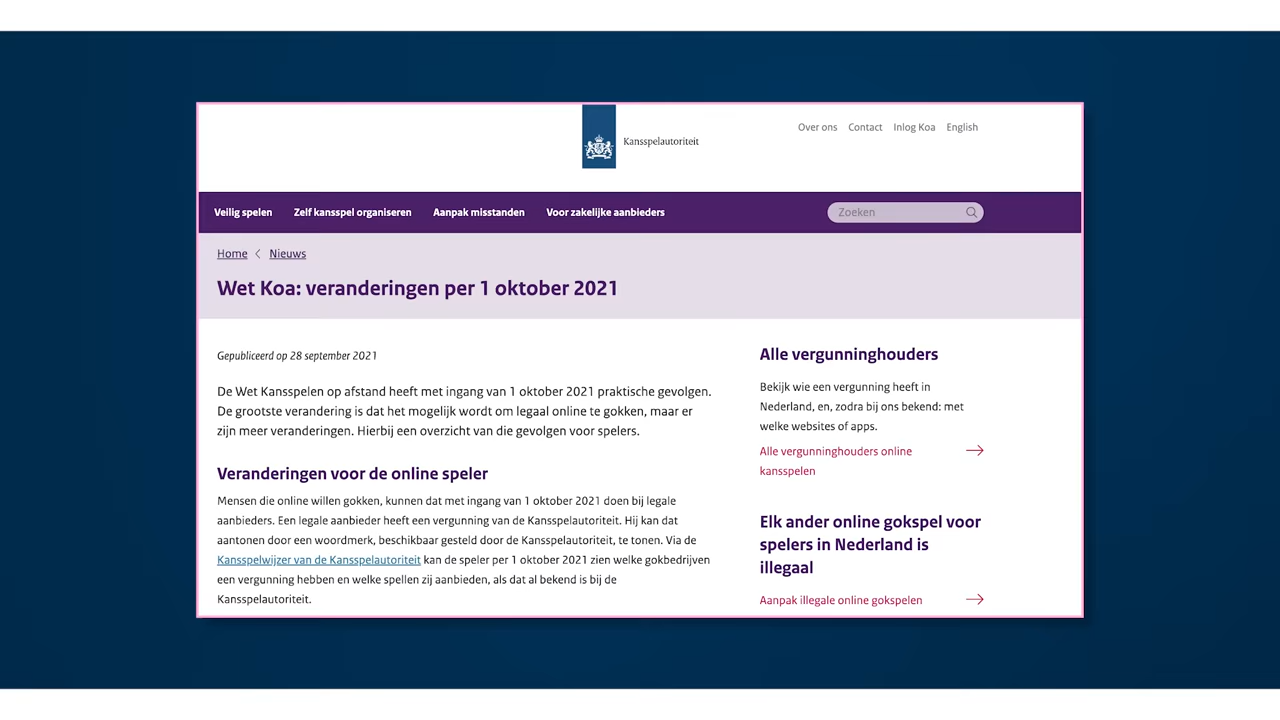 Kansspelautoriteit
Over ons Contact Inlog Koa English
Veilig spelen Zelf kansspel organiseren Aanpak misstanden Voor zakelijke aanbieders Zoeken
Home Nieuws
Wet Koa: veranderingen per 1 oktober 2021
Gepubliceerd op 28 september 2021
De Wet Kansspelen op afstand heeft met ingang van 1 oktober 2021 praktische gevolgen.
De grootste verandering is dat het mogelijk wordt om legaal online te gokken, maar er
zijn meer veranderingen. Hierbij een overzicht van die gevolgen voor spelers.
Veranderingen voor de online speler
Mensen die online willen gokken, kunnen dat met ingang van 1 oktober 2021 doen bij legale
aanbieders. Een legale aanbieder heeft een vergunning van de Kansspelautoriteit. Hij kan dat
aantonen door een woordmerk, beschikbaar gesteld door de Kansspelautoriteit, te tonen. Via de
Kansspelwijzer van de Kansspelautoriteit kan de speler per 1 oktober 2021 zien welke gokbedrijven
een vergunning hebben en welke spellen zij aanbieden, als dat al bekend is bij de
Kansspelautoriteit.
Alle vergunninghouders
Bekijk wie een vergunning heeft in
Nederland, en, zodra bij ons bekend: met
welke websites of apps.
Alle vergunninghouders online
kansspelen
Elk ander online gokspel voor
spelers in Nederland is
illegaal
Aanpak illegale online gokspelen